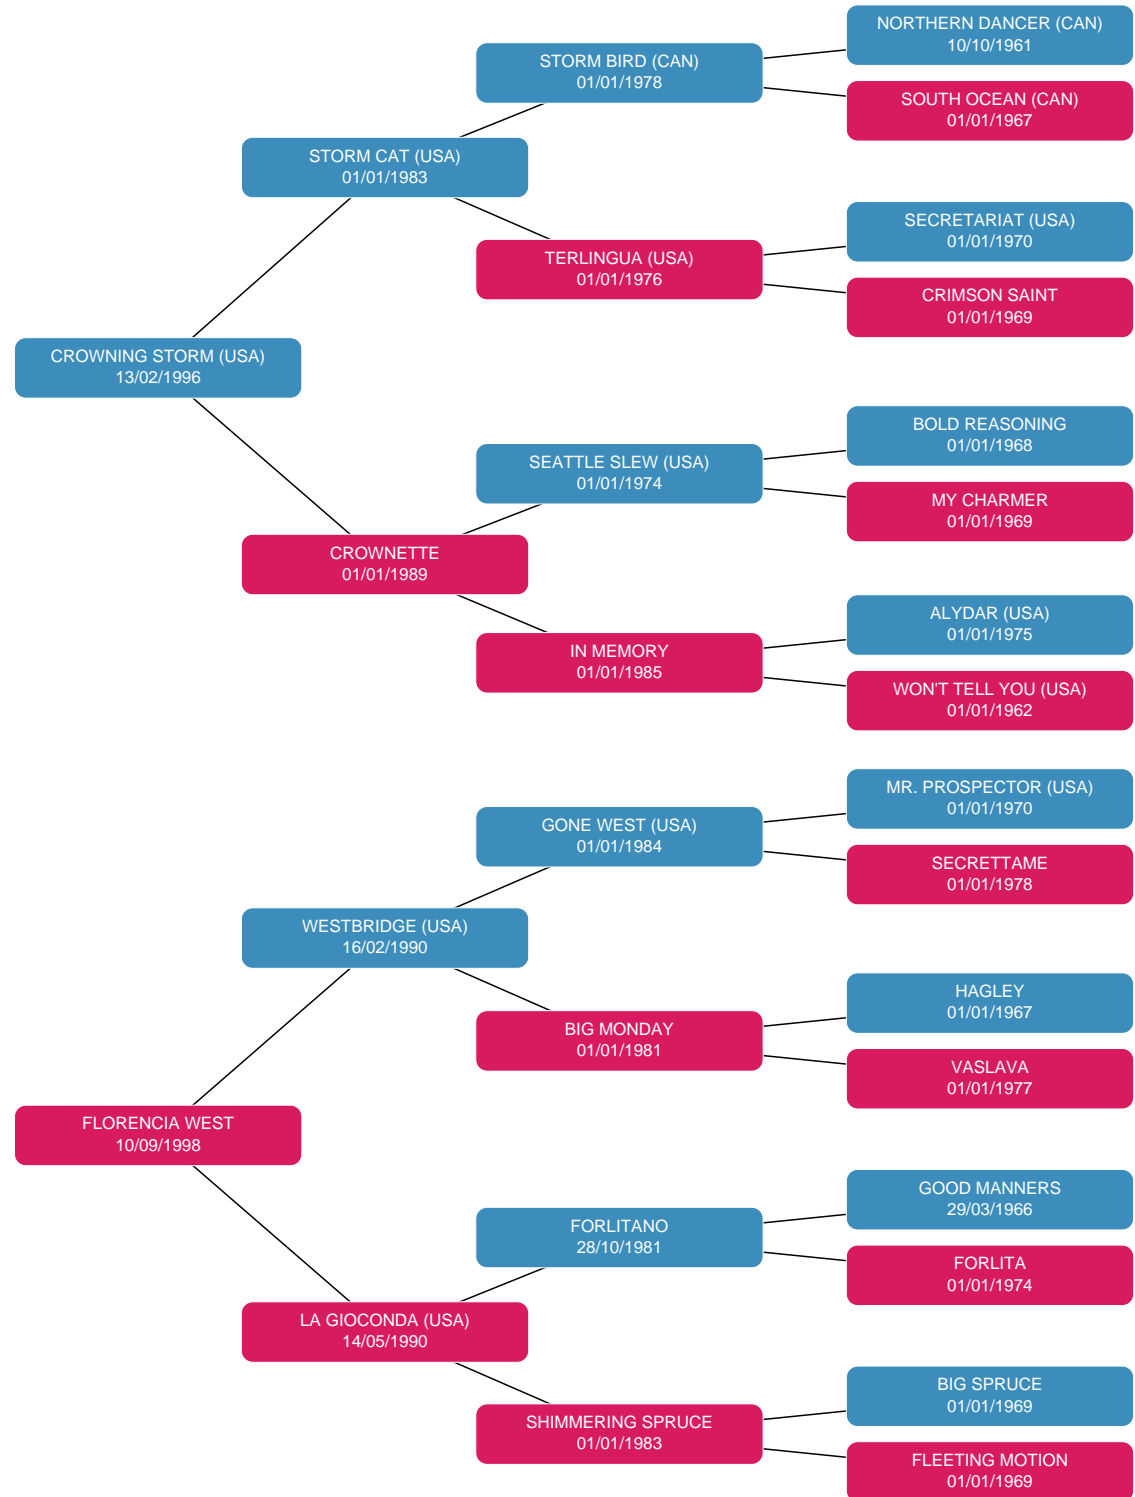 NORTHERN DANCER (CAN)
10/10/1961
STORM BIRD (CAN)
01/01/1978
SOUTH OCEAN (CAN)
01/01/1967
STORM CAT (USA)
01/01/1983
SECRETARIAT (USA)
01/01/1970
TERLINGUA (USA)
01/01/1976
CRIMSON SAINT
01/01/1969
CROWNING STORM (USA)
13/02/1996
BOLD REASONING
01/01/1968
SEATTLE SLEW (USA)
01/01/1974
MY CHARMER
01/01/1969
CROWNETTE
01/01/1989
ALYDAR (USA)
01/01/1975
IN MEMORY
01/01/1985
WON'T TELL YOU (USA)
01/01/1962
MR. PROSPECTOR (USA)
01/01/1970
GONE WEST (USA)
01/01/1984
SECRETTAME
01/01/1978
WESTBRIDGE (USA)
16/02/1990
HAGLEY
01/01/1967
BIG MONDAY
01/01/1981
VASLAVA
01/01/1977
FLORENCIA WEST
10/09/1998
GOOD MANNERS
29/03/1966
FORLITANO
28/10/1981
FORLITA
01/01/1974
LA GIOCONDA (USA)
14/05/1990
BIG SPRUCE
01/01/1969
SHIMMERING SPRUCE
01/01/1983
FLEETING MOTION
01/01/1969